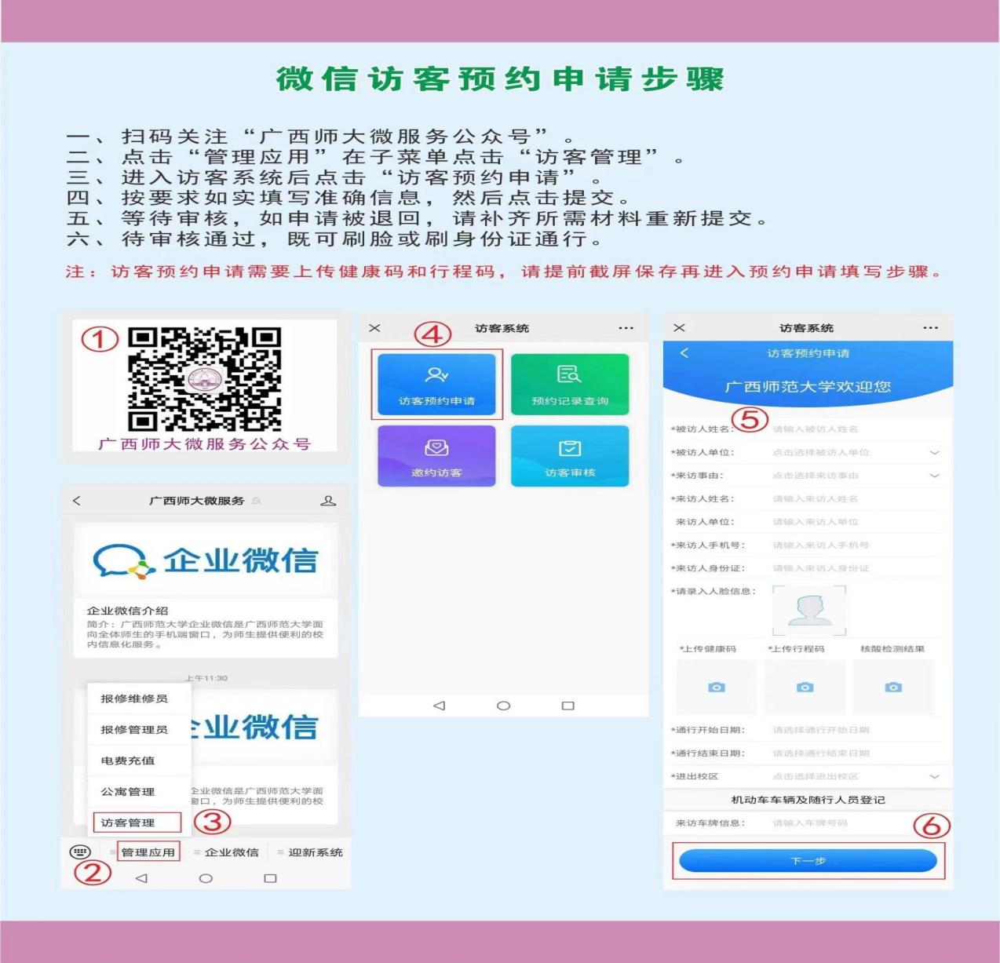 微信访客预约申请步骤
一、扫码关注“广西师大微服务公众号”。
二、点击“管理应用”在子菜单点击“访客管理”。
三、进入访客系统后点击“访客预约申请”。
四、按要求如实填写准确信息，然后点击提交。
五、等待审核，如申请被退回，请补齐所需材料重新提交。
六、待审核通过，既可刷脸或刷身份证通行。
注：访客预约申请需要上传健康码和行程码，请提前截屏保存再进入预约申请填写步骤。
①
广西师大微服务公众号
广西师大微服务
企业微信
企业微信介绍
简介：广西师范大学企业微信是广西师范大学面
向全体师生的手机端窗口，为师生提供便利的校
内信息化服务。
上午11:30
报修维修员
报修管理员
业微信
电费充值
公寓管理
企业微信是广西师范大学面
窗口，为师生提供便利的校
访客管理
③
管理应用
企业微信
迎新系统
②
④
访客系统
访客预约申请
预约记录查询
邀约访客
访客审核
访客系统
访客预约申请
广西师范大学欢迎您
⑤
*被访人姓名： 请输入被访人姓名
*被访人单位： 点击选择被访人单位
*来访事由： 点击选择来访事由
*来访人姓名： 请输入来访人姓名
来访人单位： 请输入来访人单位
*来访人手机号： 请输入来访人手机号
*来访人身份证： 请输入来访人身份证
*请录入人脸信息：
*上传健康码 *上传行程码 核酸检测结果
*通行开始日期： 请选择通行开始日期
*通行结束日期： 请选择通行结束日期
*进出校区 点击选择进出校区
机动车车辆及随行人员登记
来访车牌信息： 请输入车牌号码
⑥
下一步